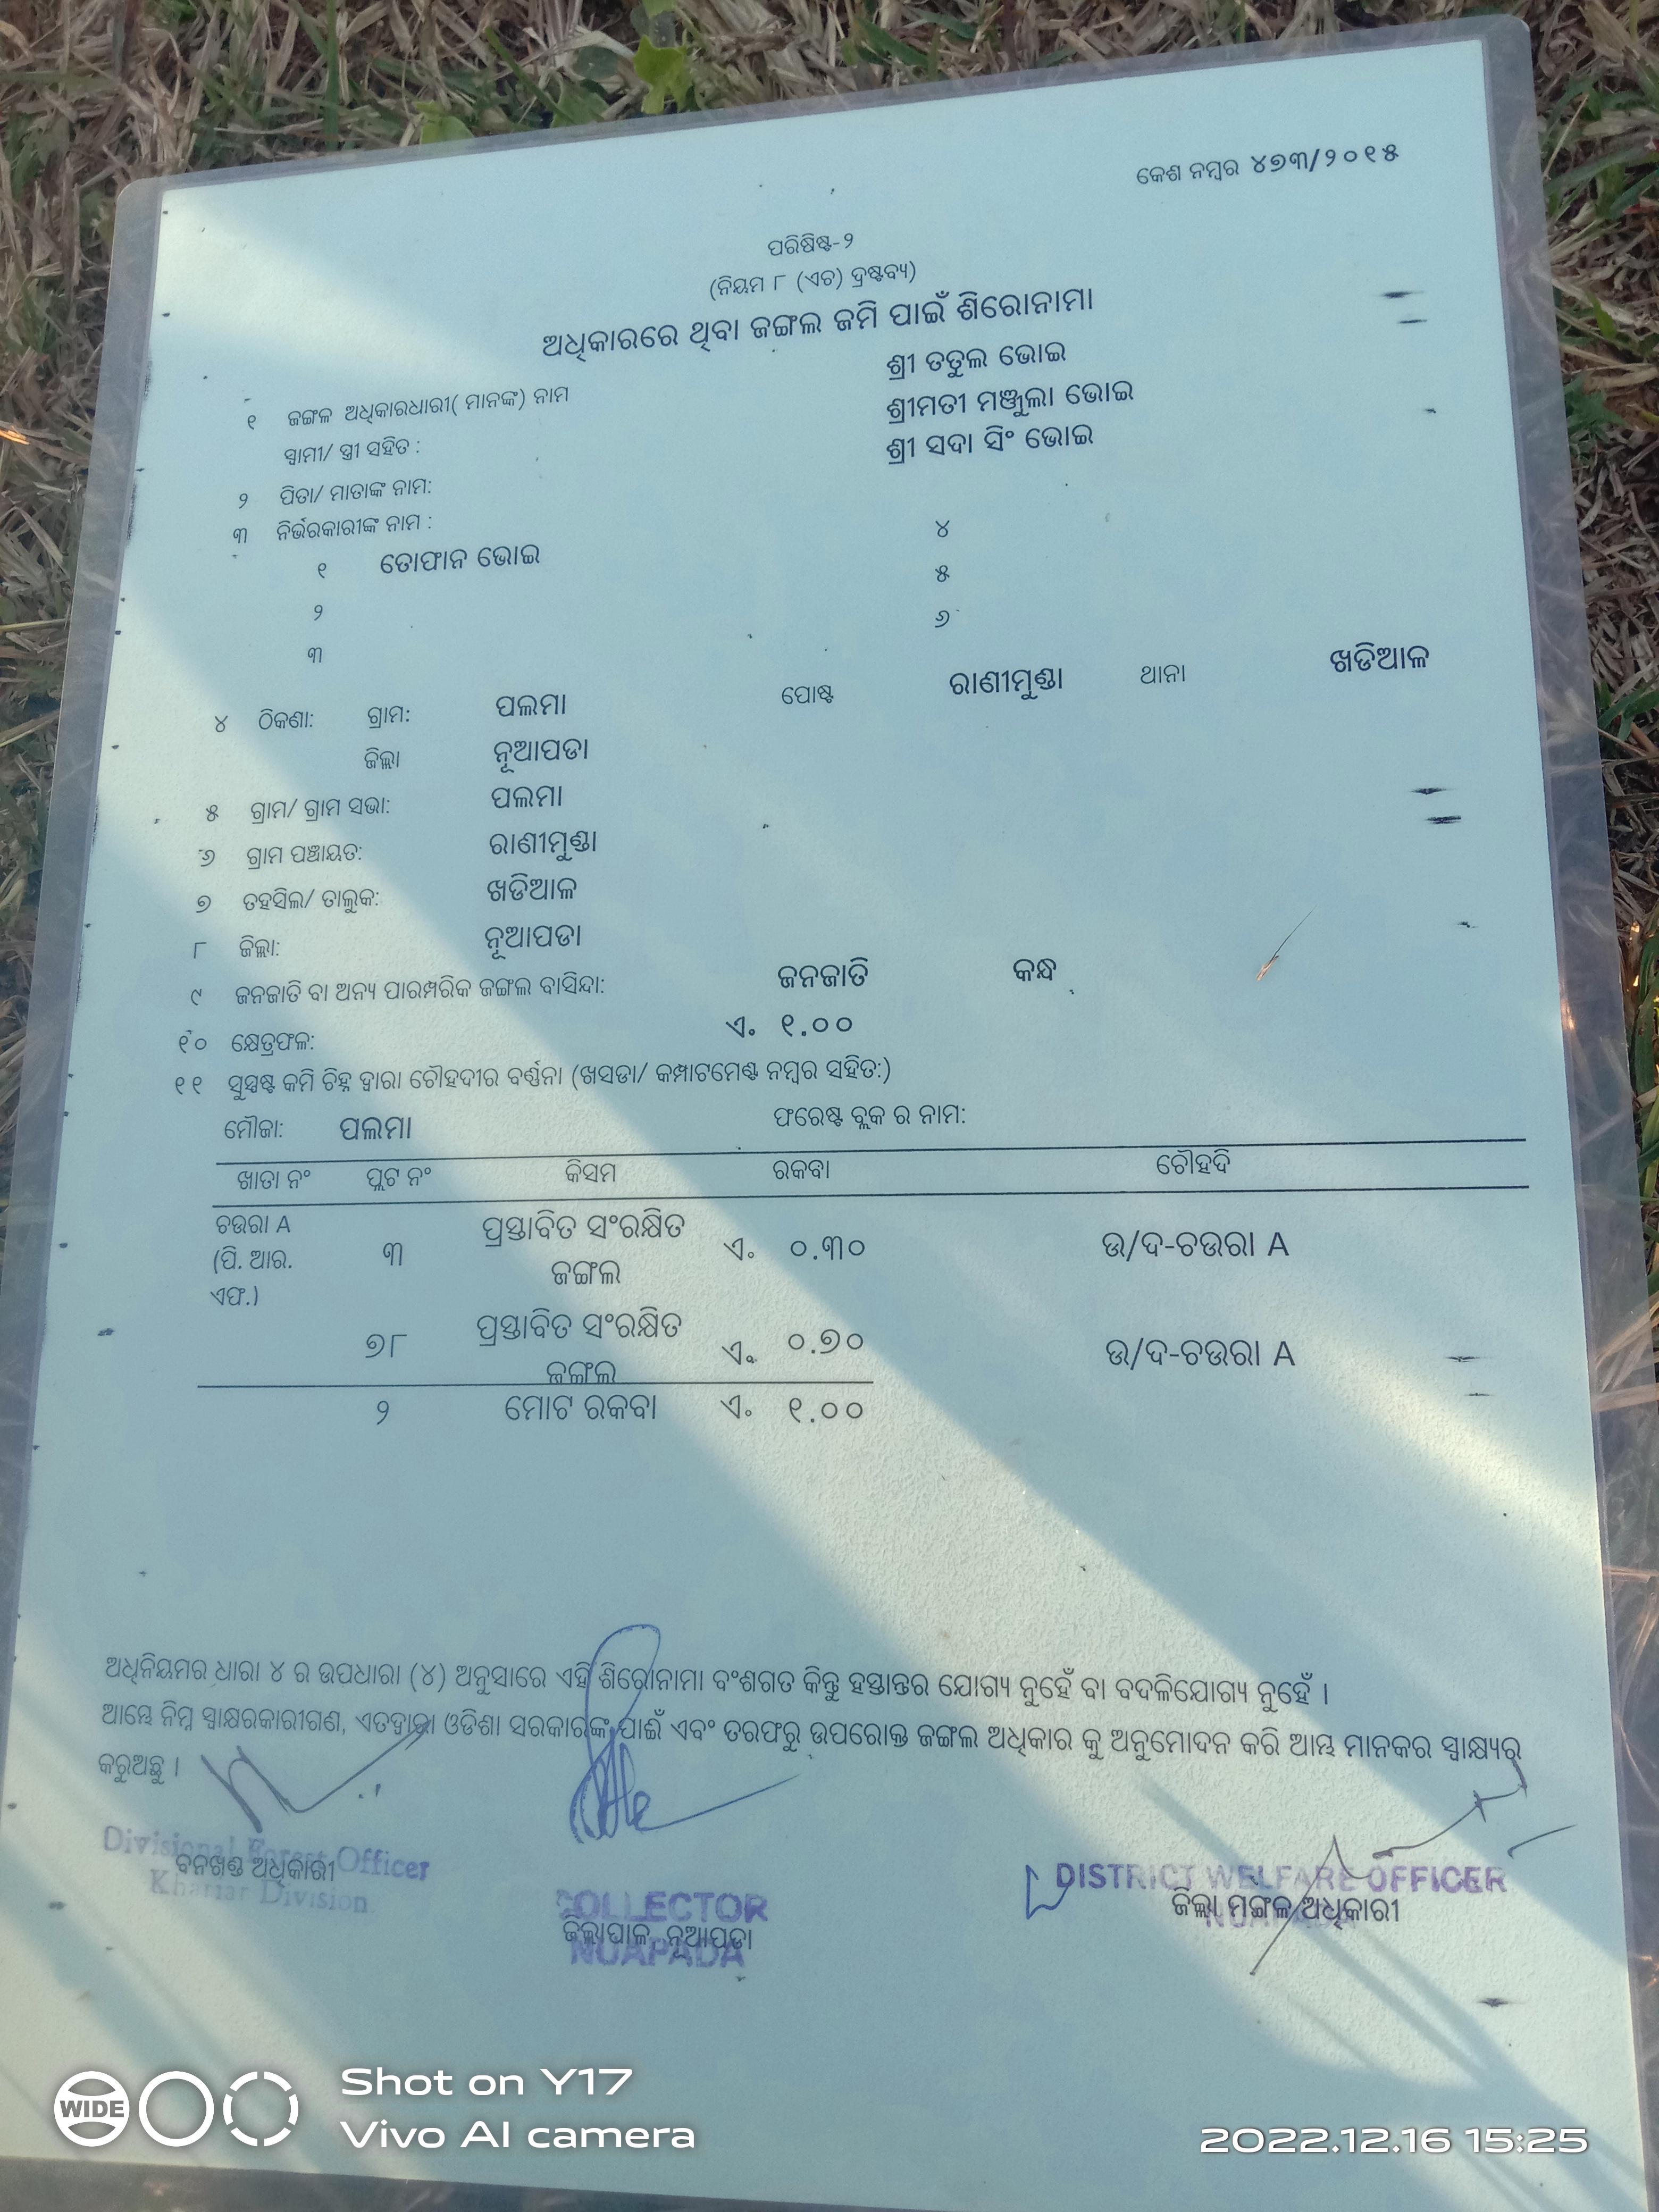 କେଶ ନମ୍ବର ୪୭୩/୨୦୧୫
ପରିଶିଷ୍ଟ-୨
(ନିୟମ ୮ (ଏଚ) ଦ୍ରଷ୍ଟବ୍ୟ)
ଅଧିକାରରେ ଥିବା ଜଙ୍ଗଲ ଜମି ପାଇଁ ଶିରୋନାମା
୧ ଜଙ୍ଗଳ ଅଧିକାରଧାରୀ( ମାନଙ୍କ) ନାମ ଶ୍ରୀ ତତୁଲ ଭୋଇ
ସ୍ୱାମୀ/ ସ୍ତ୍ରୀ ସହିତ : ଶ୍ରୀମତୀ ମଞ୍ଜୁଲା ଭୋଇ
୨ ପିତା/ ମାତାଙ୍କ ନାମ: ଶ୍ରୀ ସଦା ସିଂ ଭୋଇ
୩ ନିର୍ଭରକାରୀଙ୍କ ନାମ :
୧ ତୋଫାନ ଭୋଇ ୪
୨ ୫
୩ ୬
୪ ଠିକଣା: ଗ୍ରାମ: ପଲମା ପୋଷ୍ଟ ରାଣୀମୁଣ୍ଡା ଥାନା ଖଡିଆଳ
ଜିଲ୍ଲା ନୂଆପଡା
୫ ଗ୍ରାମ/ ଗ୍ରାମ ସଭା: ପଲମା
୬ ଗ୍ରାମ ପଞ୍ଚାୟତ: ରାଣୀମୁଣ୍ଡା
୭ ତହସିଲ/ ତାଲୁକ: ଖଡିଆଳ
୮ ଜିଲ୍ଲା: ନୂଆପଡା
୯ ଜନଜାତି ବା ଅନ୍ୟ ପାରମ୍ପରିକ ଜଙ୍ଗଲ ବାସିନ୍ଦା: ଜନଜାତି କନ୍ଧ
୧୦ କ୍ଷେତ୍ରଫଳ: ଏ. ୧.୦୦
୧୧ ସୁସ୍ପଷ୍ଟ କମି ଚିହ୍ନ ଦ୍ୱାରା ଚୌହଦୀର ବର୍ଣ୍ଣନା (ଖସଡା/ କମ୍ପାଟମେଣ୍ଟ ନମ୍ବର ସହିତ:)
ମୌଜା: ପଲମା ଫରେଷ୍ଟ ବ୍ଲକ ର ନାମ:
ଖାତା ନଂ ପ୍ଲଟ ନଂ କିସମ ରକବା ଚୌହଦି
ଚଉରା A (ପି. ଆର. ଏଫ.) ୩ ପ୍ରସ୍ତାବିତ ସଂରକ୍ଷିତ ଜଙ୍ଗଲ ଏ. ୦.୩୦ ଉ/ଦ-ଚଉରା A
୭୮ ପ୍ରସ୍ତାବିତ ସଂରକ୍ଷିତ ଜଙ୍ଗଲ ଏ. ୦.୭୦ ଉ/ଦ-ଚଉରା A
୨ ମୋଟ ରକବା ଏ. ୧.୦୦
ଅଧିନିୟମର ଧାରା ୪ ର ଉପଧାରା (୪) ଅନୁସାରେ ଏହି ଶିରୋନାମା ବଂଶଗତ କିନ୍ତୁ ହସ୍ତାନ୍ତର ଯୋଗ୍ୟ ନୁହେଁ ବା ବଦଳିଯୋଗ୍ୟ ନୁହେଁ ।
ଆମ୍ଭେ ନିମ୍ନ ସ୍ୱାକ୍ଷରକାରୀଗଣ, ଏତଦ୍ୱାରା ଓଡିଶା ସରକାରଙ୍କ ପାଈଁ ଏବଂ ତରଫରୁ ଉପରୋକ୍ତ ଜଙ୍ଗଲ ଅଧିକାର କୁ ଅନୁମୋଦନ କରି ଆମ୍ଭ ମାନକର ସ୍ୱାକ୍ଷ୍ୟର
କରୁଅଛୁ ।
Divisional Forest Officer
ବନଖଣ୍ଡ ଅଧିକାରୀ
Khariar Division
COLLECTOR
ଜିଲ୍ଲାପାଳ, ନୂଆପଡା
NUAPADA
DISTRICT WELFARE OFFICER
ଜିଲ୍ଲା ମଙ୍ଗଳ ଅଧିକାରୀ
NUAPADA
WIDE
Shot on Y17
Vivo AI camera
2022.12.16 15:25